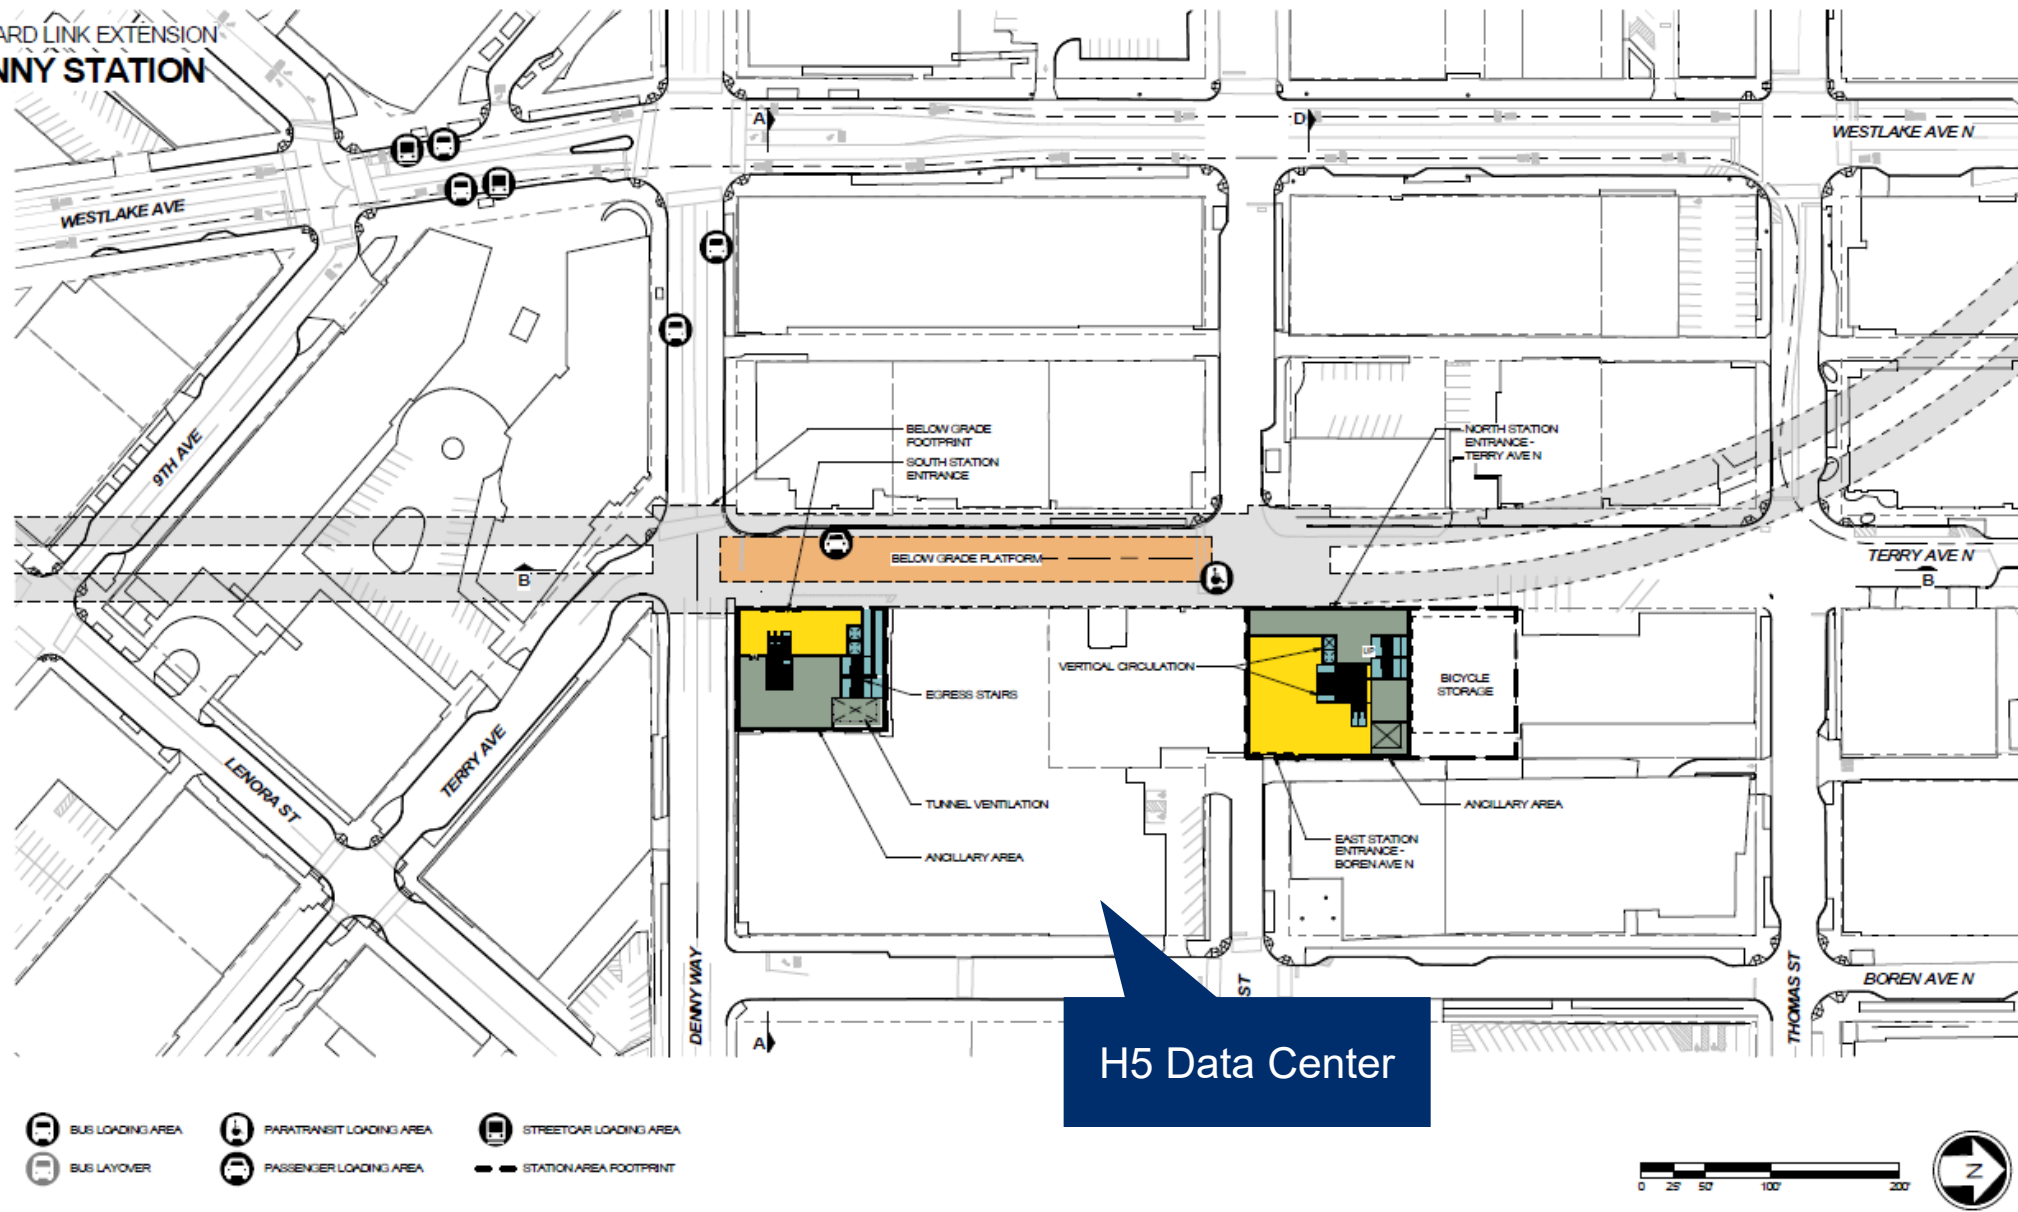 ARD LINK EXTENSION
NNY STATION
A
D
WESTLAKE AVE N
WESTLAKE AVE
9TH AVE
BELOW GRADE
FOOTPRINT
SOUTH STATION
ENTRANCE
NORTH STATION
ENTRANCE -
TERRY AVE N
BELOW GRADE PLATFORM
TERRY AVE N
B
B
VERTICAL CIRCULATION
UP
BICYCLE
STORAGE
EGRESS STAIRS
TERRY AVE
LENORA ST
TUNNEL VENTILATION
ANCILLARY AREA
ANCILLARY AREA
EAST STATION
ENTRANCE -
BOREN AVE N
DENNY WAY
ST
THOMAS ST
BOREN AVE N
A
H5 Data Center
BUS LOADING AREA
PARATRANSIT LOADING AREA
STREETCAR LOADING AREA
BUS LAYOVER
PASSENGER LOADING AREA
STATION AREA FOOTPRINT
0 25' 50' 100' 200'
N